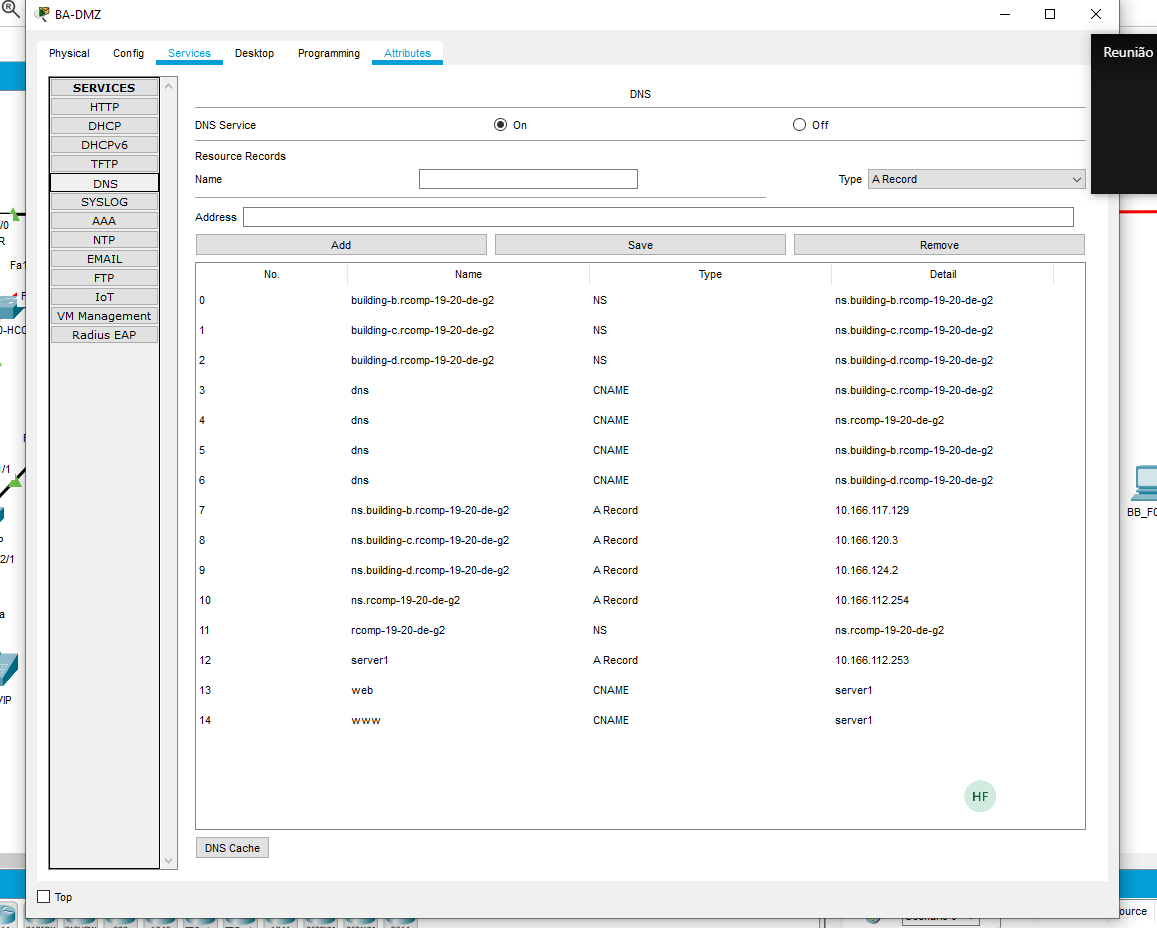 BA-DMZ
Reunião
Physical Config Services Desktop Programming Attributes
SERVICES
HTTP
DHCP
DHCPv6
TFTP
DNS
SYSLOG
AAA
NTP
EMAIL
FTP
IoT
VM Management
Radius EAP
DNS
DNS Service On Off
Resource Records
Name Type A Record
Address
Add Save Remove
No. Name Type Detail
0 building-b.rcomp-19-20-de-g2 NS ns.building-b.rcomp-19-20-de-g2
1 building-c.rcomp-19-20-de-g2 NS ns.building-c.rcomp-19-20-de-g2
2 building-d.rcomp-19-20-de-g2 NS ns.building-d.rcomp-19-20-de-g2
3 dns CNAME ns.building-c.rcomp-19-20-de-g2
4 dns CNAME ns.rcomp-19-20-de-g2
5 dns CNAME ns.building-b.rcomp-19-20-de-g2
6 dns CNAME ns.building-d.rcomp-19-20-de-g2
7 ns.building-b.rcomp-19-20-de-g2 A Record 10.166.117.129
8 ns.building-c.rcomp-19-20-de-g2 A Record 10.166.120.3
9 ns.building-d.rcomp-19-20-de-g2 A Record 10.166.124.2
10 ns.rcomp-19-20-de-g2 A Record 10.166.112.254
11 rcomp-19-20-de-g2 NS ns.rcomp-19-20-de-g2
12 server1 A Record 10.166.112.253
13 web CNAME server1
14 www CNAME server1
HF
DNS Cache
Top
/0
R
Fa1
F
0-HCC
/1
2/1
a
VIP
BB_F0
ource